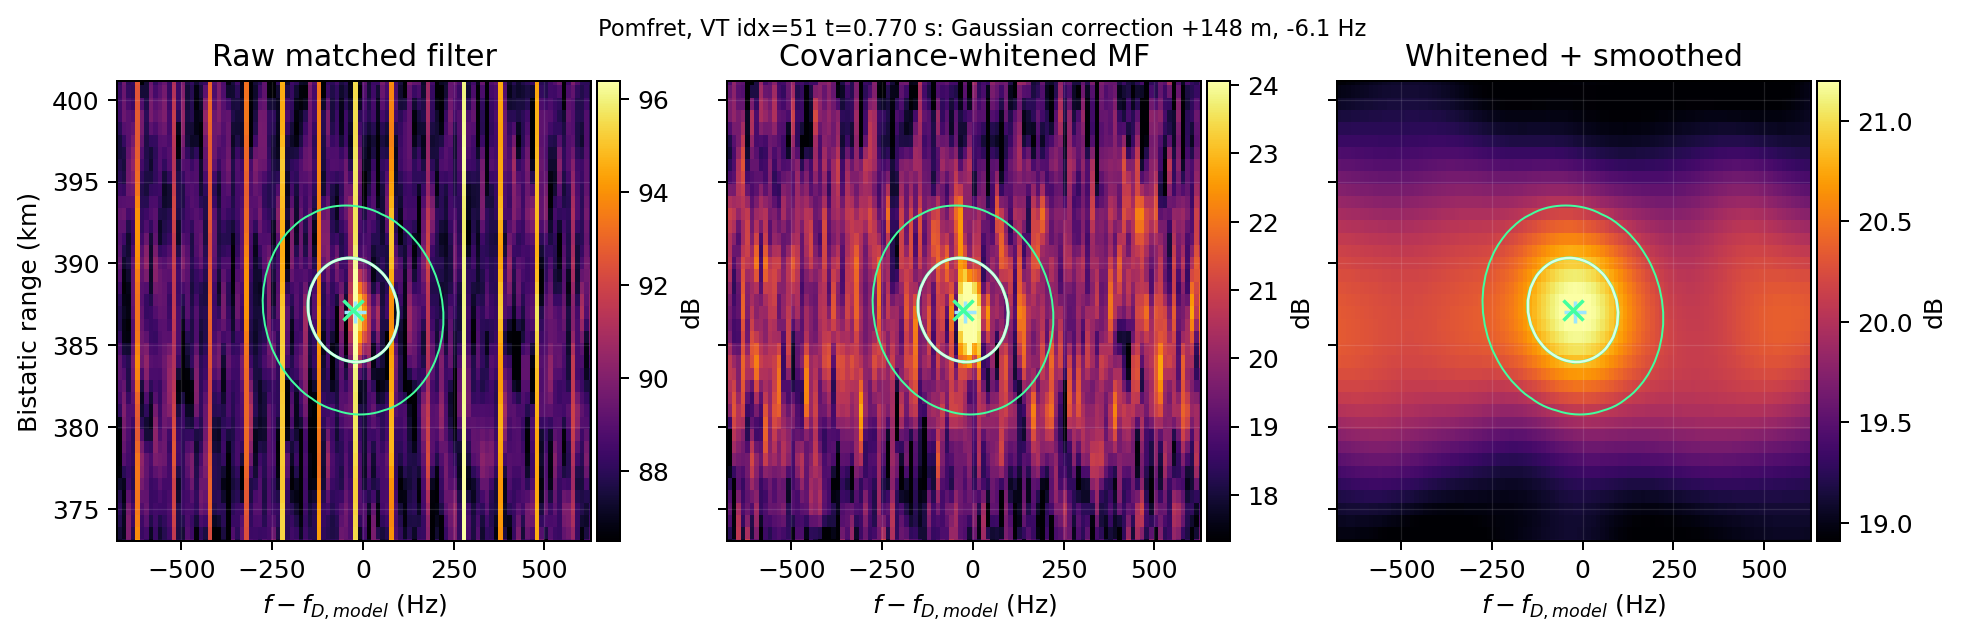 Pomfret, VT idx=51 t=0.770 s: Gaussian correction +148 m, -6.1 Hz
Raw matched filter
Covariance-whitened MF
Whitened + smoothed
Bistatic range (km)
400
395
390
385
380
375
−500 −250 0 250 500
f − f_{D,model} (Hz)
96
94
92
90
88
dB
−500 −250 0 250 500
f − f_{D,model} (Hz)
24
23
22
21
20
19
18
dB
−500 −250 0 250 500
f − f_{D,model} (Hz)
21.0
20.5
20.0
19.5
19.0
dB